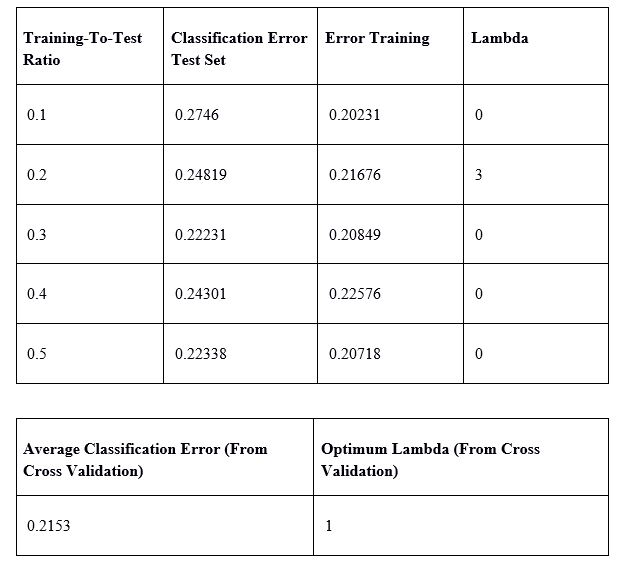 Training-To-Test Ratio Classification Error Test Set Error Training Lambda
0.1 0.2746 0.20231 0
0.2 0.24819 0.21676 3
0.3 0.22231 0.20849 0
0.4 0.24301 0.22576 0
0.5 0.22338 0.20718 0
Average Classification Error (From Cross Validation) Optimum Lambda (From Cross Validation)
0.2153 1